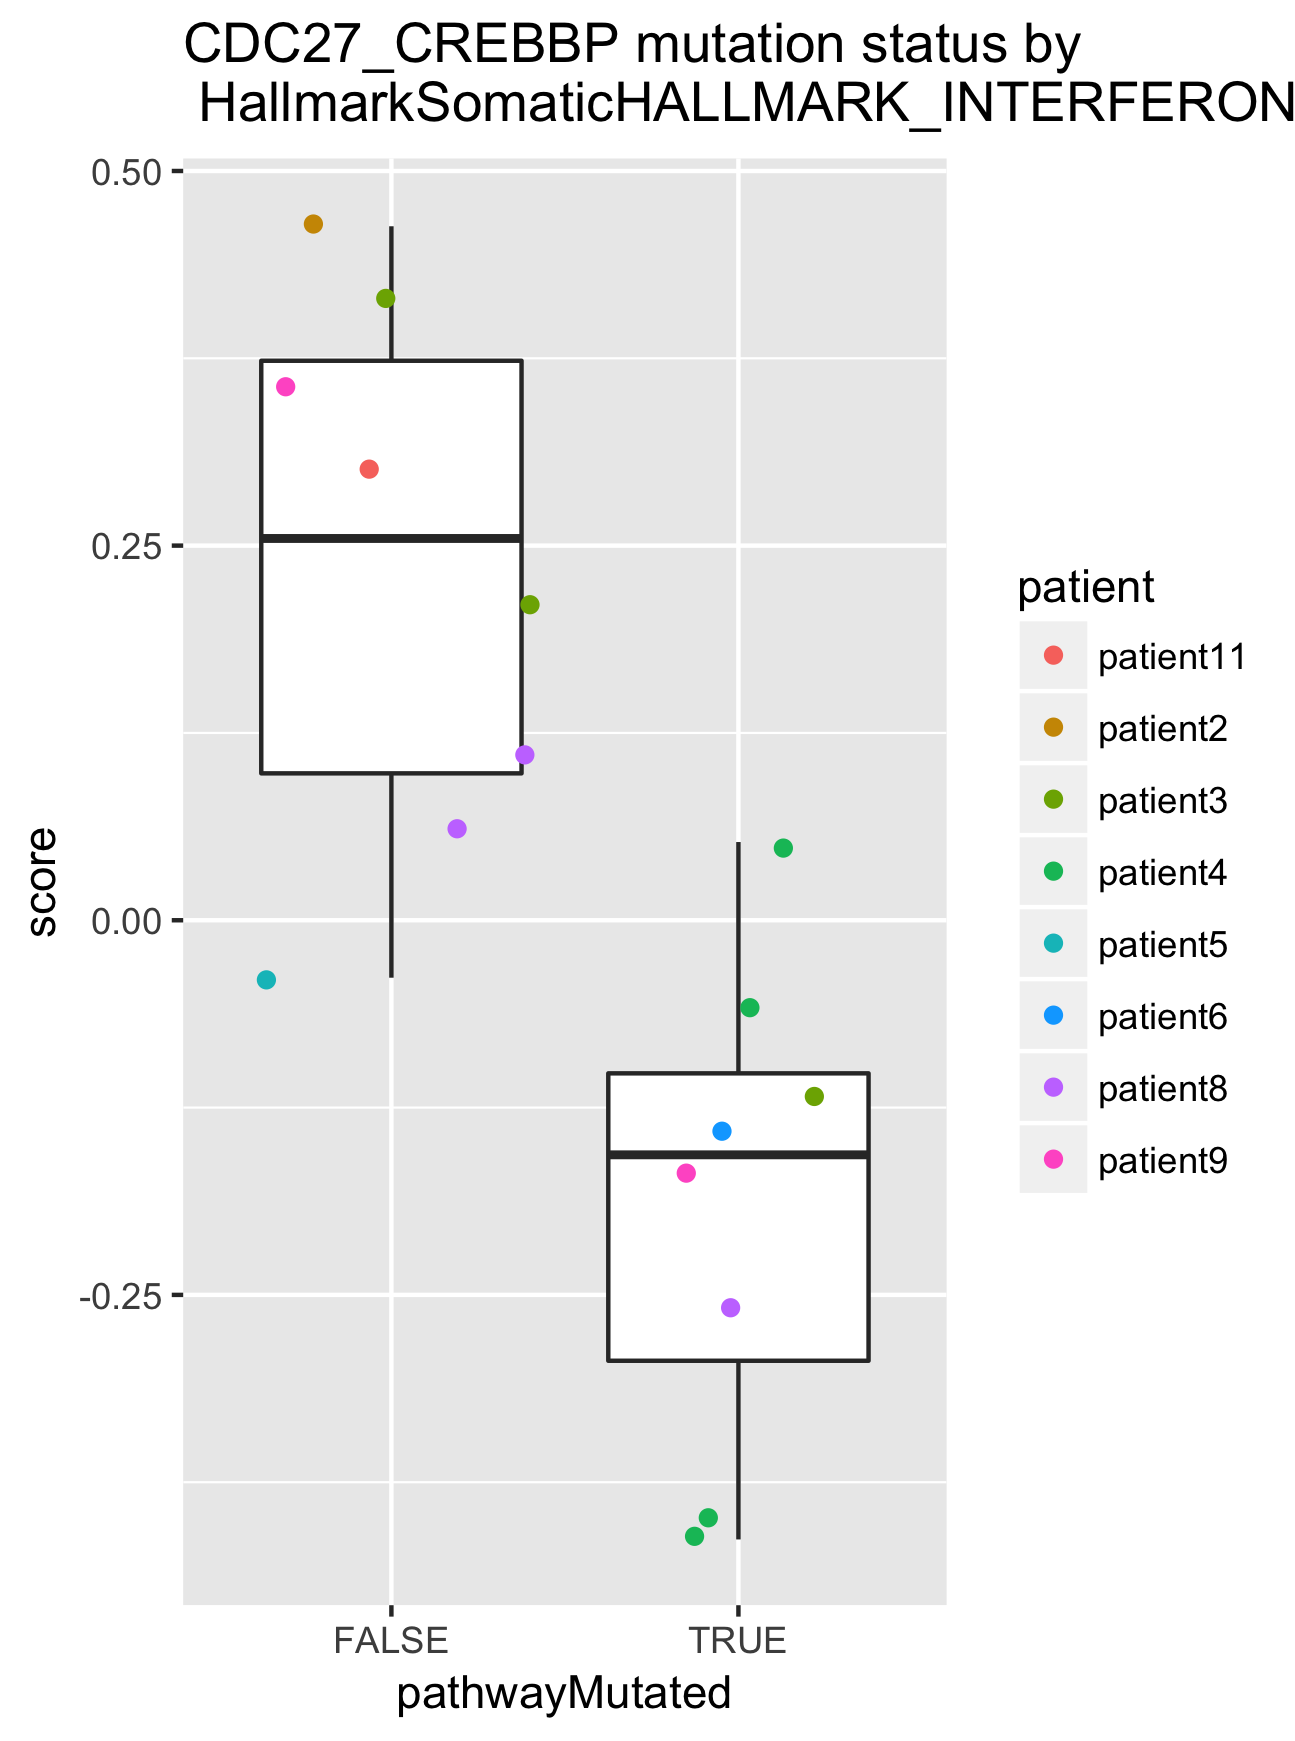 CDC27_CREBBP mutation status by
HallmarkSomaticHALLMARK_INTERFERON
0.50
0.25
0.00
-0.25
score
FALSE
TRUE
pathwayMutated
patient
patient11
patient2
patient3
patient4
patient5
patient6
patient8
patient9